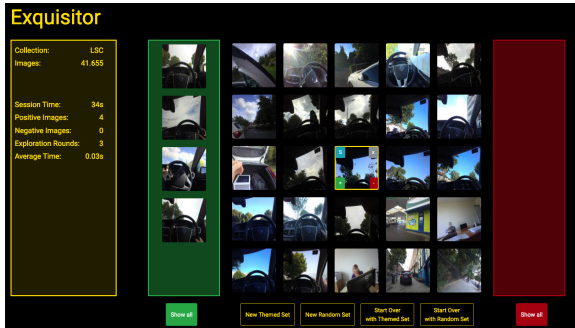 Exquisitor
Collection: LSC
Images: 41.655
Session Time: 34s
Positive Images: 4
Negative Images: 0
Exploration Rounds: 3
Average Time: 0.03s
Show all
New Themed Set
New Random Set
Start Over
with Themed Set
Start Over
with Random Set
Show all